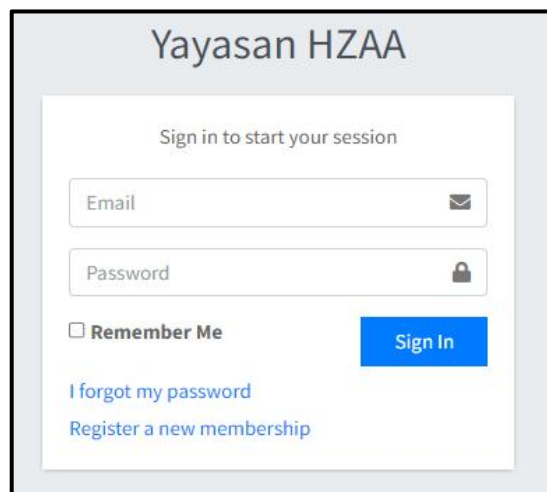 Yayasan HZAA
Sign in to start your session
Email
Password
Remember Me
Sign In
I forgot my password
Register a new membership